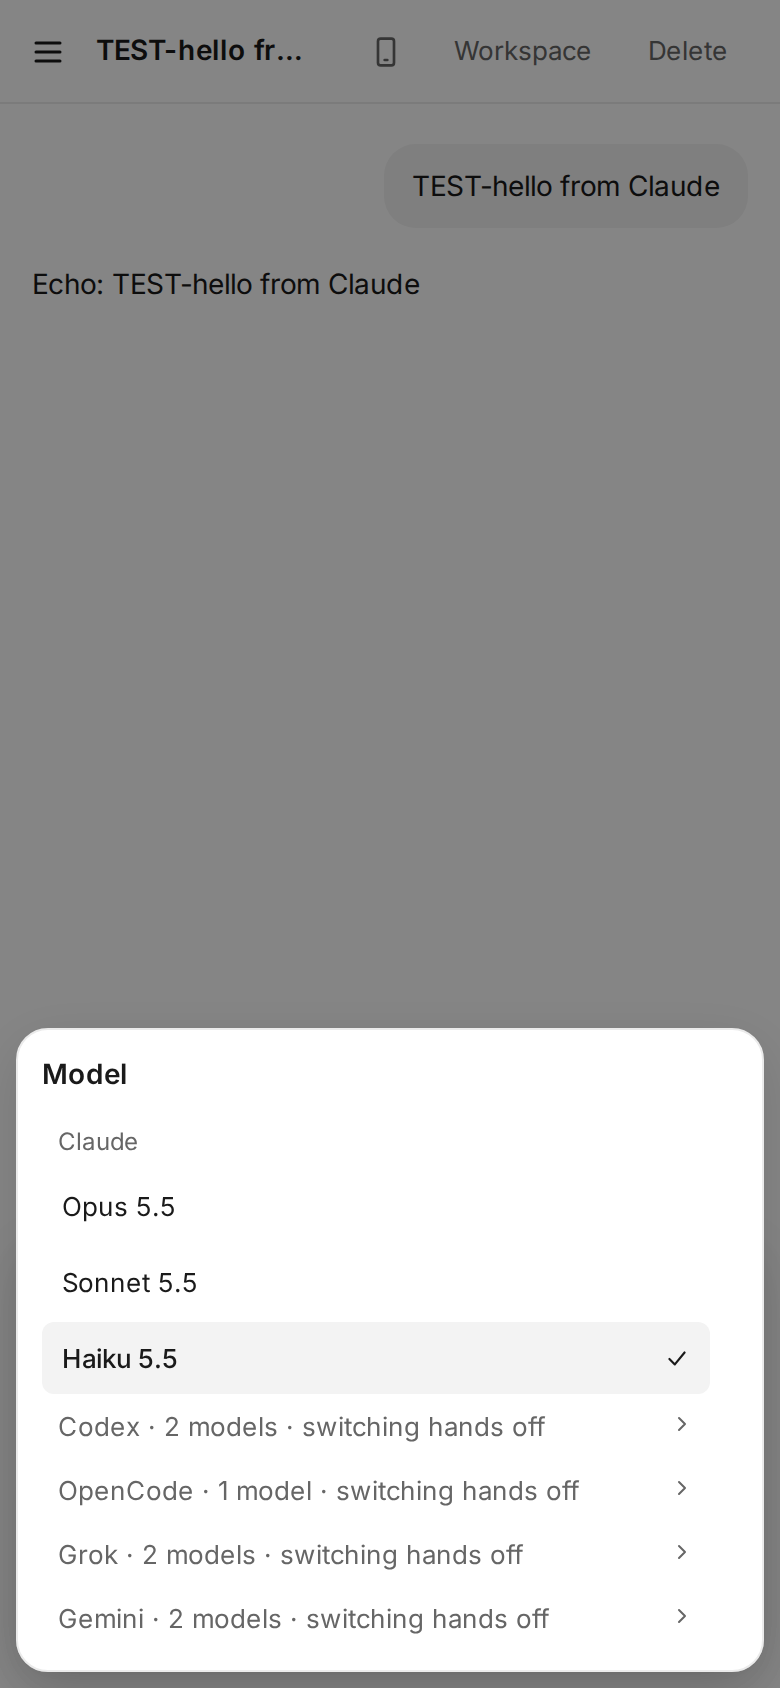 TEST-hello fr...
Workspace
Delete
TEST-hello from Claude
Echo: TEST-hello from Claude
Model
Claude
Opus 5.5
Sonnet 5.5
Haiku 5.5
Codex · 2 models · switching hands off
OpenCode · 1 model · switching hands off
Grok · 2 models · switching hands off
Gemini · 2 models · switching hands off